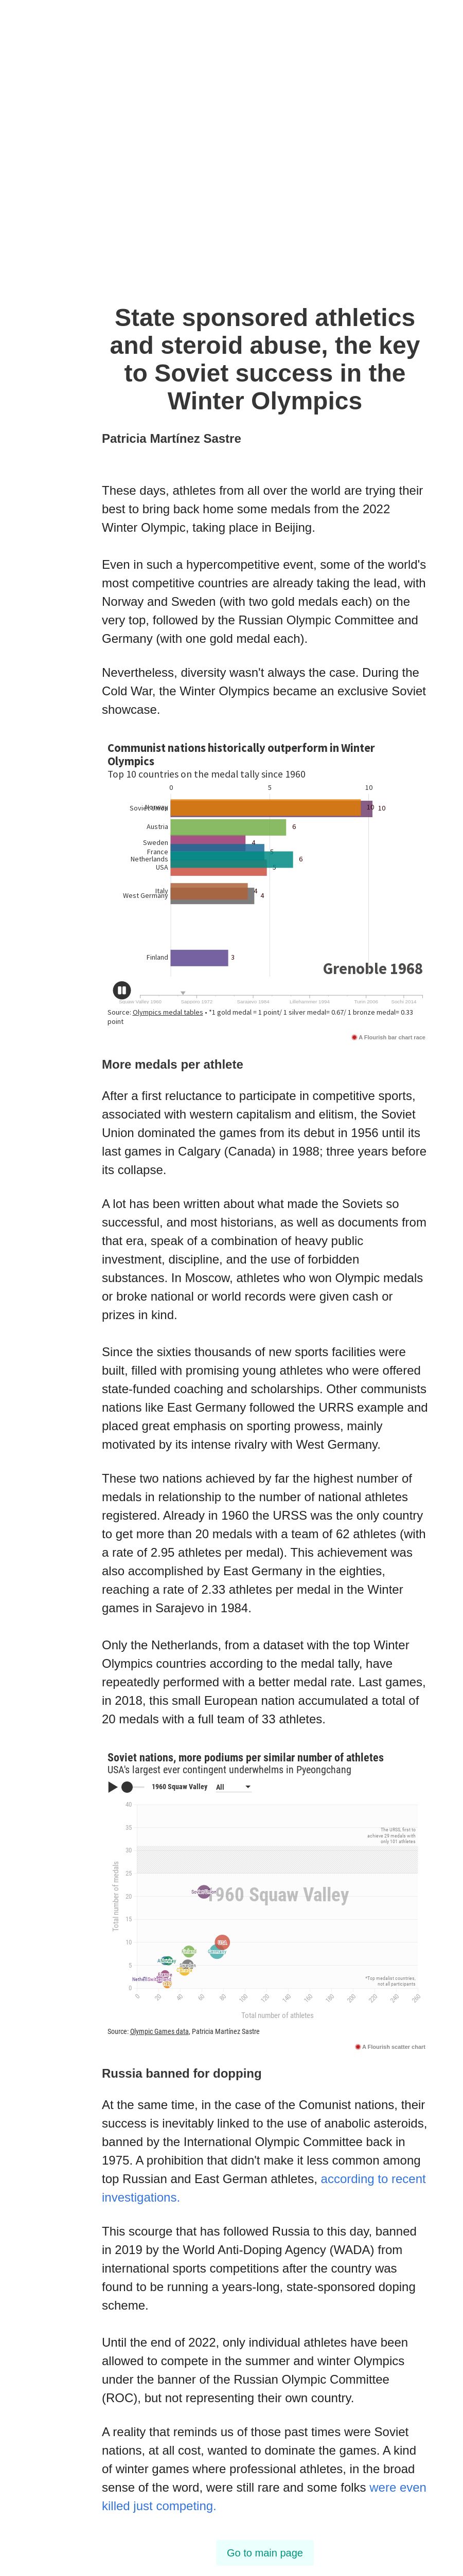 State sponsored athletics
and steroid abuse, the key
to Soviet success in the
Winter Olympics
Patricia Martínez Sastre
These days, athletes from all over the world are trying their
best to bring back home some medals from the 2022
Winter Olympic, taking place in Beijing.
Even in such a hypercompetitive event, some of the world's
most competitive countries are already taking the lead, with
Norway and Sweden (with two gold medals each) on the
very top, followed by the Russian Olympic Committee and
Germany (with one gold medal each).
Nevertheless, diversity wasn't always the case. During the
Cold War, the Winter Olympics became an exclusive Soviet
showcase.
Communist nations historically outperform in Winter
Olympics
Top 10 countries on the medal tally since 1960
0 5 10
Norway 10
Soviet Union 10
Austria 6
Sweden 4
France 5
Netherlands 6
USA 5
Italy 4
West Germany 4
Finland 3
Grenoble 1968
Squaw Valley 1960 Sapporo 1972 Sarajevo 1984 Lillehammer 1994 Turin 2006 Sochi 2014
Source: Olympics medal tables • *1 gold medal = 1 point/ 1 silver medal= 0.67/ 1 bronze medal= 0.33
point
A Flourish bar chart race
More medals per athlete
After a first reluctance to participate in competitive sports,
associated with western capitalism and elitism, the Soviet
Union dominated the games from its debut in 1956 until its
last games in Calgary (Canada) in 1988; three years before
its collapse.
A lot has been written about what made the Soviets so
successful, and most historians, as well as documents from
that era, speak of a combination of heavy public
investment, discipline, and the use of forbidden
substances. In Moscow, athletes who won Olympic medals
or broke national or world records were given cash or
prizes in kind.
Since the sixties thousands of new sports facilities were
built, filled with promising young athletes who were offered
state-funded coaching and scholarships. Other communists
nations like East Germany followed the URRS example and
placed great emphasis on sporting prowess, mainly
motivated by its intense rivalry with West Germany.
These two nations achieved by far the highest number of
medals in relationship to the number of national athletes
registered. Already in 1960 the URSS was the only country
to get more than 20 medals with a team of 62 athletes (with
a rate of 2.95 athletes per medal). This achievement was
also accomplished by East Germany in the eighties,
reaching a rate of 2.33 athletes per medal in the Winter
games in Sarajevo in 1984.
Only the Netherlands, from a dataset with the top Winter
Olympics countries according to the medal tally, have
repeatedly performed with a better medal rate. Last games,
in 2018, this small European nation accumulated a total of
20 medals with a full team of 33 athletes.
Soviet nations, more podiums per similar number of athletes
USA's largest ever contingent underwhelms in Pyeongchang
1960 Squaw Valley All
40
The URSS, first to
achieve 29 medals with
only 101 athletes
35
30
25
20
1960 Squaw Valley
15
10
5
0
Total number of medals
*Top medalist countries,
not all participants
0 20 40 60 80 100 120 140 160 180 200 220 240 260
Total number of athletes
Source: Olympic Games data, Patricia Martínez Sastre
A Flourish scatter chart
Russia banned for dopping
At the same time, in the case of the Comunist nations, their
success is inevitably linked to the use of anabolic asteroids,
banned by the International Olympic Committee back in
1975. A prohibition that didn't make it less common among
top Russian and East German athletes, according to recent
investigations.
This scourge that has followed Russia to this day, banned
in 2019 by the World Anti-Doping Agency (WADA) from
international sports competitions after the country was
found to be running a years-long, state-sponsored doping
scheme.
Until the end of 2022, only individual athletes have been
allowed to compete in the summer and winter Olympics
under the banner of the Russian Olympic Committee
(ROC), but not representing their own country.
A reality that reminds us of those past times were Soviet
nations, at all cost, wanted to dominate the games. A kind
of winter games where professional athletes, in the broad
sense of the word, were still rare and some folks were even
killed just competing.
Go to main page